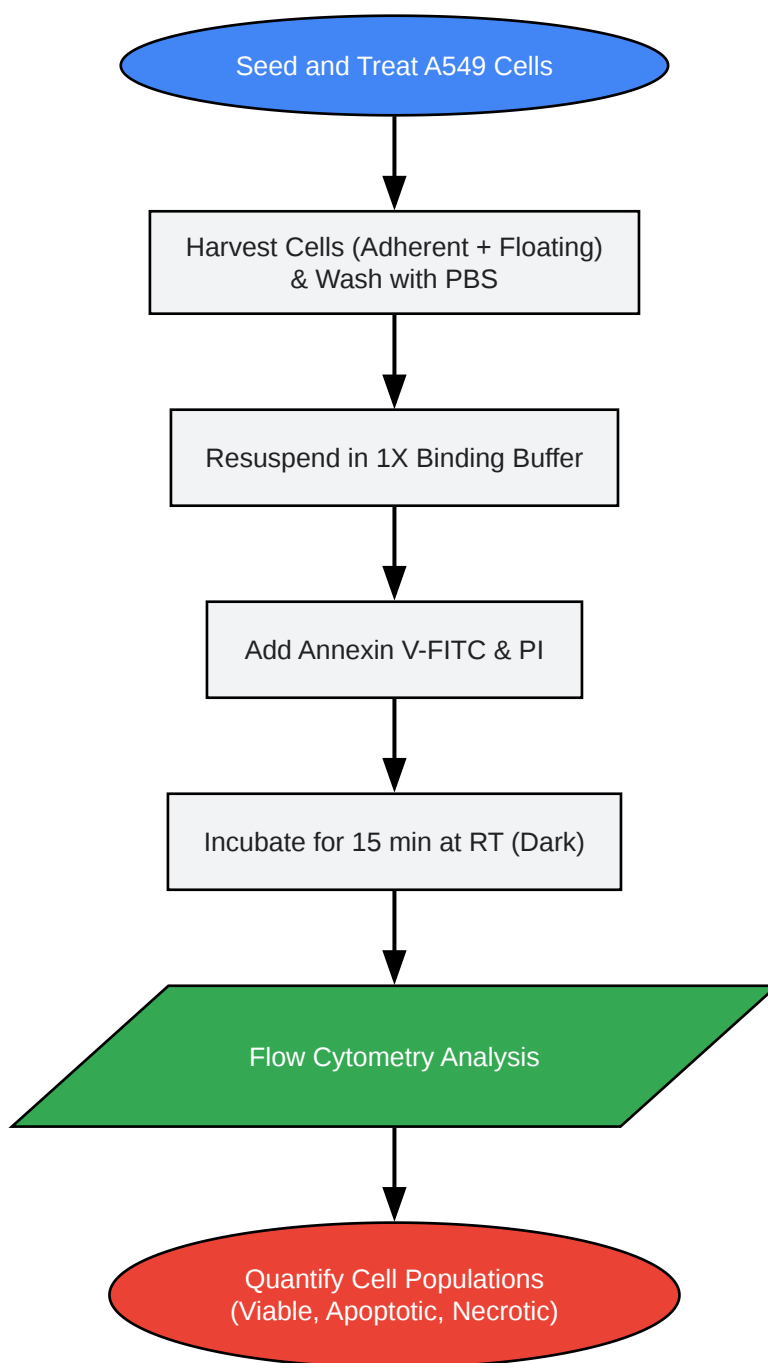 Seed and Treat A549 Cells
Harvest Cells (Adherent + Floating)
& Wash with PBS
Resuspend in 1X Binding Buffer
Add Annexin V-FITC & PI
Incubate for 15 min at RT (Dark)
Flow Cytometry Analysis
Quantify Cell Populations
(Viable, Apoptotic, Necrotic)